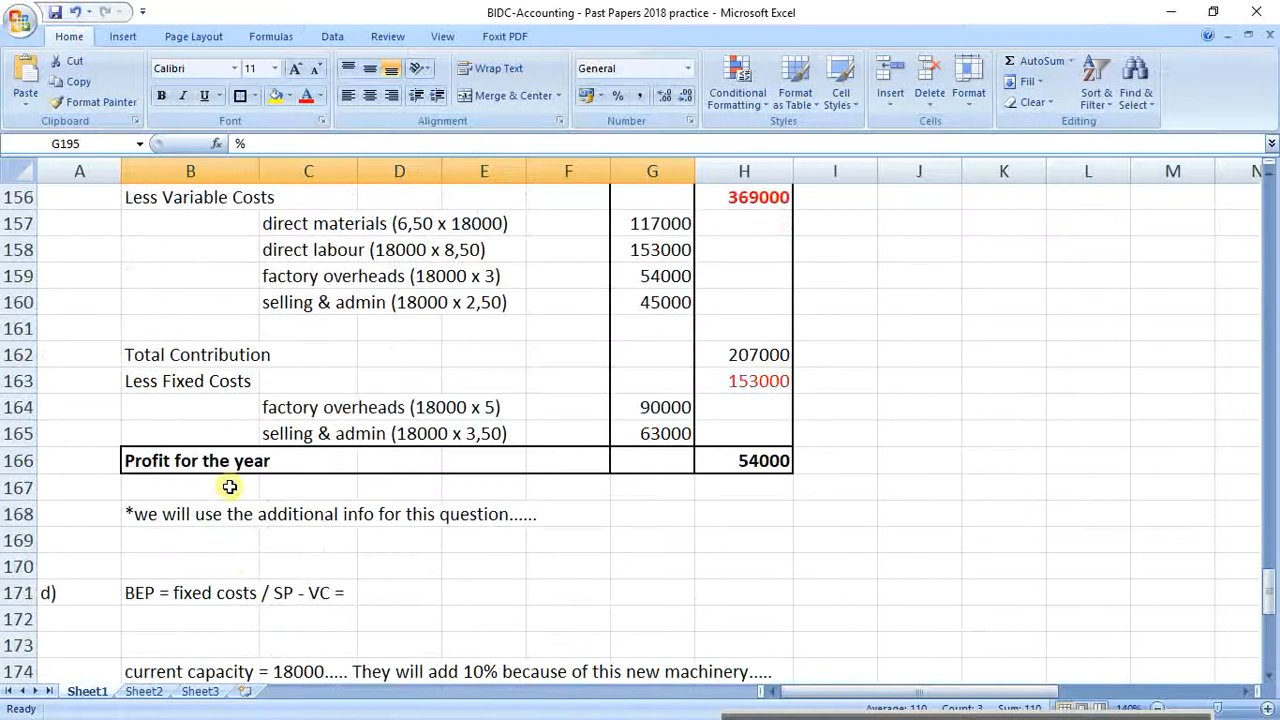 BIDC-Accounting - Past Papers 2018 practice - Microsoft Excel
Home Insert Page Layout Formulas Data Review View Foxit PDF
Paste Cut Copy Format Painter Clipboard
Calibri 11 A A B I U A Font
Wrap Text Merge & Center Alignment
General % , Number
Conditional Formatting Format as Table Cell Styles Styles
Insert Delete Format Cells
Σ AutoSum Fill Clear Sort & Filter Find & Select Editing
G195 fx %
A B C D E F G H I J K L M N
156 Less Variable Costs 369000
157 direct materials (6,50 x 18000) 117000
158 direct labour (18000 x 8,50) 153000
159 factory overheads (18000 x 3) 54000
160 selling & admin (18000 x 2,50) 45000
161
162 Total Contribution 207000
163 Less Fixed Costs 153000
164 factory overheads (18000 x 5) 90000
165 selling & admin (18000 x 3,50) 63000
166 Profit for the year 54000
167
168 *we will use the additional info for this question......
169
170
171 d) BEP = fixed costs / SP - VC =
172
173
174 current capacity = 18000..... They will add 10% because of this new machinery.....
Sheet1 Sheet2 Sheet3
Ready Average: 110 Count: 3 Sum: 110 140%